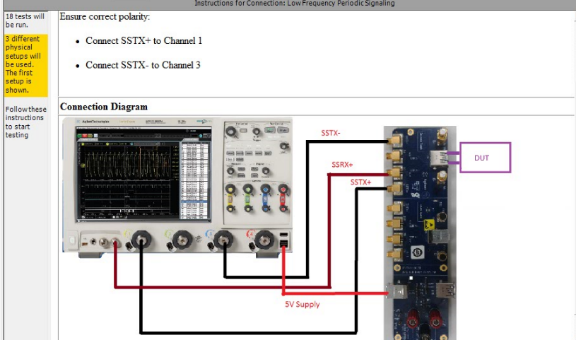 Instructions for Connection: Low Frequency Periodic Signaling
18 tests will
be run.
3 different
physical
setups will
be used.
The first
setup is
shown.
Follow these
instructions
to start
testing
Ensure correct polarity:
• Connect SSTX+ to Channel 1
• Connect SSTX- to Channel 3
Connection Diagram
Agilent Technologies
SSTX-
SSRX+
SSTX+
DUT
5V Supply